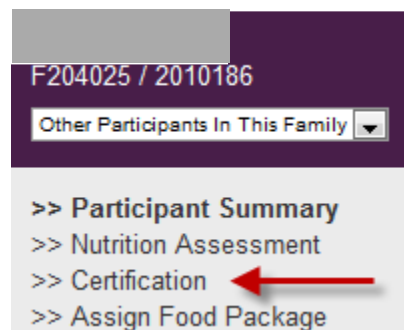 F204025 / 2010186
Other Participants In This Family
>> Participant Summary
>> Nutrition Assessment
>> Certification
>> Assign Food Package